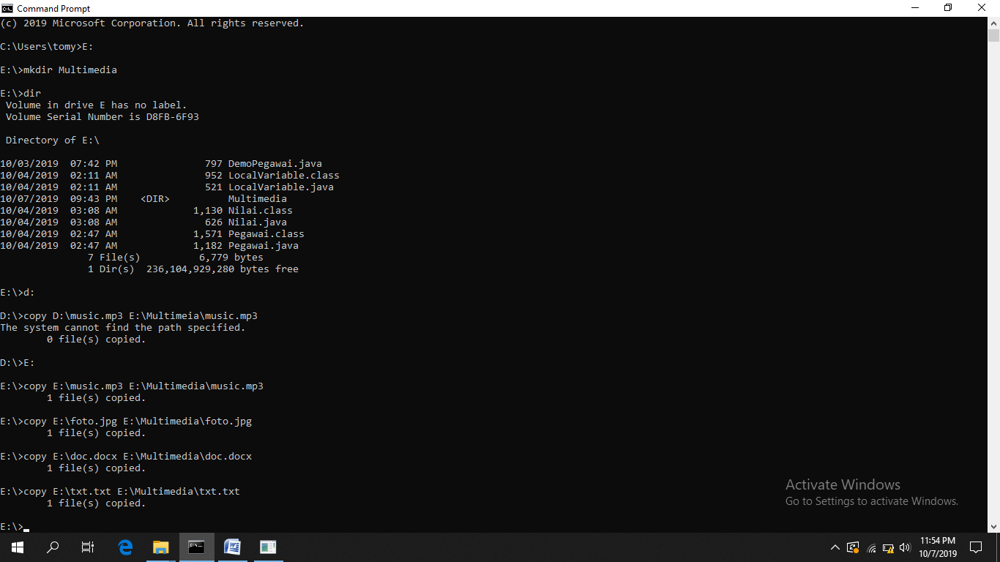 Command Prompt
(c) 2019 Microsoft Corporation. All rights reserved.
C:\Users\tomy>E:
E:\>mkdir Multimedia
E:\>dir
 Volume in drive E has no label.
 Volume Serial Number is D8FB-6F93
 Directory of E:\
10/03/2019  07:42 PM               797 DemoPegawai.java
10/04/2019  02:11 AM               952 LocalVariable.class
10/04/2019  02:11 AM               521 LocalVariable.java
10/07/2019  09:43 PM    <DIR>          Multimedia
10/04/2019  03:08 AM             1,130 Nilai.class
10/04/2019  03:08 AM               626 Nilai.java
10/04/2019  02:47 AM             1,571 Pegawai.class
10/04/2019  02:47 AM             1,182 Pegawai.java
               7 File(s)          6,779 bytes
               1 Dir(s)  236,104,929,280 bytes free
E:\>d:
D:\>copy D:\music.mp3 E:\Multimeia\music.mp3
The system cannot find the path specified.
        0 file(s) copied.
D:\>E:
E:\>copy E:\music.mp3 E:\Multimedia\music.mp3
        1 file(s) copied.
E:\>copy E:\foto.jpg E:\Multimedia\foto.jpg
        1 file(s) copied.
E:\>copy E:\doc.docx E:\Multimedia\doc.docx
        1 file(s) copied.
E:\>copy E:\txt.txt E:\Multimedia\txt.txt
        1 file(s) copied.
E:\>
Activate Windows
Go to Settings to activate Windows.
11:54 PM
10/7/2019